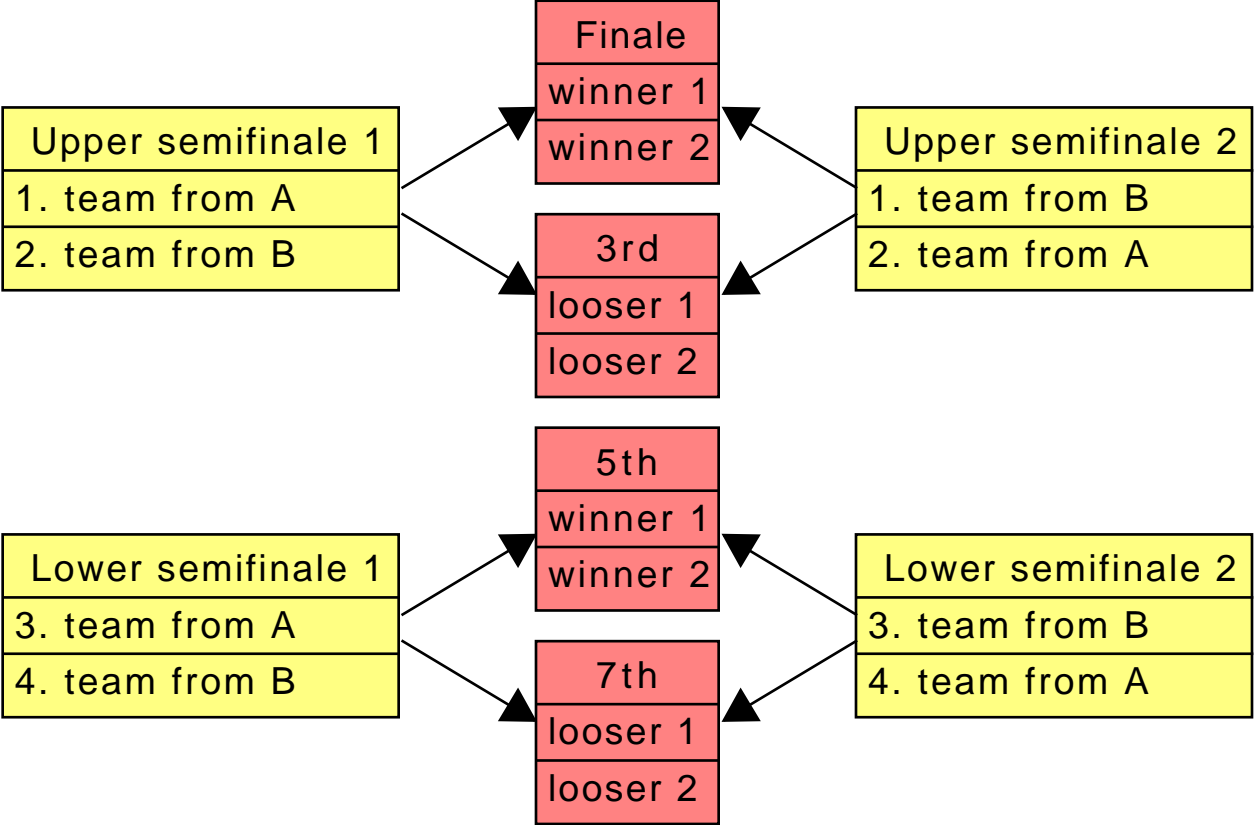 Finale
winner 1
winner 2
Upper semifinale 1
1. team from A
2. team from B
Upper semifinale 2
1. team from B
2. team from A
3rd
looser 1
looser 2
5th
winner 1
winner 2
Lower semifinale 1
3. team from A
4. team from B
Lower semifinale 2
3. team from B
4. team from A
7th
looser 1
looser 2